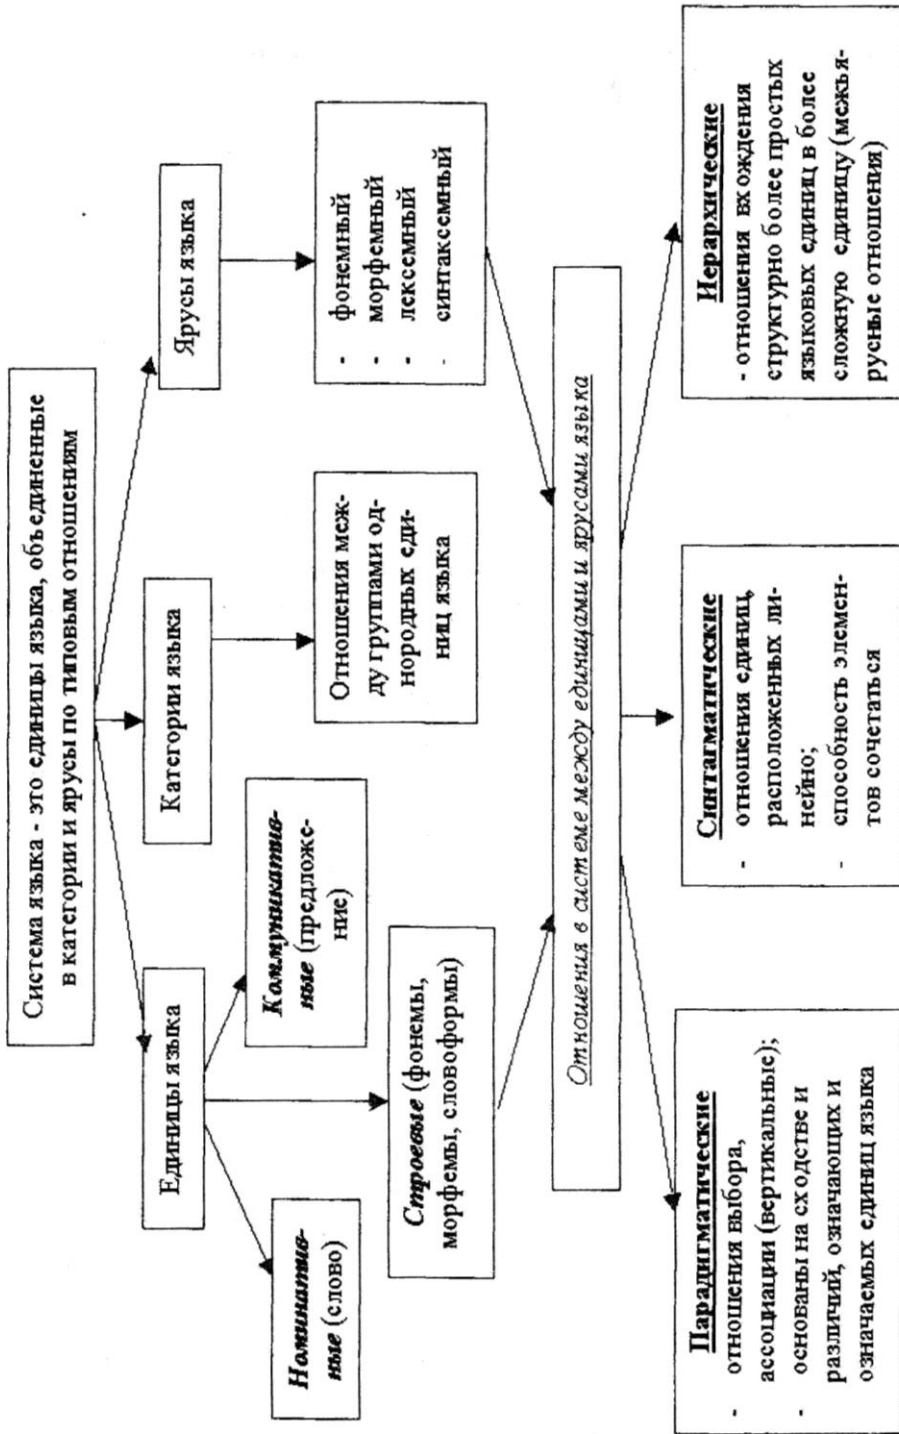 Система языка - это единицы языка, объединенные
в категории и ярусы по типовым отношениям
Единицы языка
Категории языка
Ярусы языка
Номинатив-
ные (слово)
Коммуникатив-
ные (предложе-
ние)
Строевые (фонемы,
морфемы, словоформы)
Отношения меж-
ду группами од-
нородных еди-
ниц языка
- фонемный
- морфемный
- лексемный
- синтаксемный
Отношения в системе между единицами и ярусами языка
Парадигматические
- отношения выбора,
ассоциации (вертикальные);
- основаны на сходстве и
различий, означающих и
означаемых единиц языка
Синтагматические
- отношения единиц,
расположенных ли-
нейно;
- способность элемен-
тов сочетаться
Иерархические
- отношения вхождения
структурно более простых
языковых единиц в более
сложную единицу (межъя-
русные отношения)